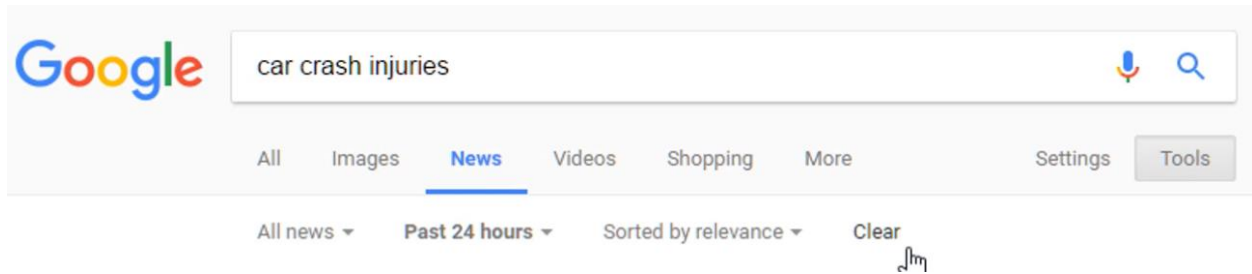 Google car crash injuries
All Images News Videos Shopping More Settings Tools
All news Past 24 hours Sorted by relevance Clear